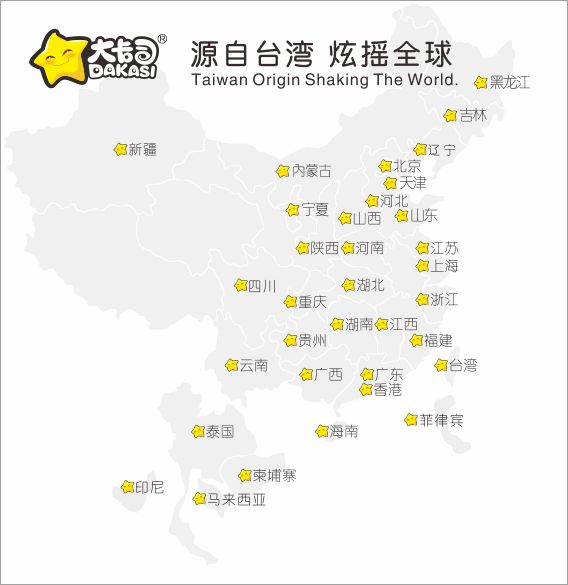 大卡司®
DAKASI
源自台湾 炫摇全球
Taiwan Origin Shaking The World.
黑龙江
吉林
新疆
辽宁
内蒙古
北京
天津
宁夏
河北
山西
山东
陕西
河南
江苏
上海
四川
重庆
湖北
浙江
湖南
江西
贵州
福建
云南
广西
广东
台湾
香港
泰国
海南
菲律宾
柬埔寨
印尼
马来西亚